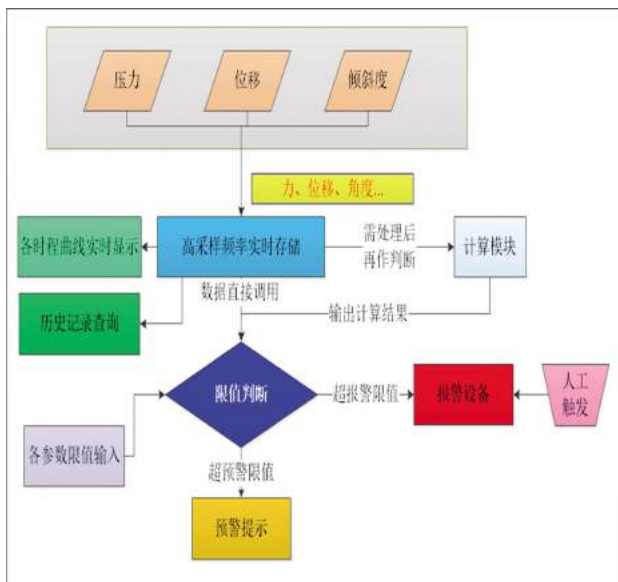 压力
位移
倾斜度
力、位移、角度...
各时程曲线实时显示
高采样频率实时存储
需处理后
再作判断
计算模块
数据直接调用
历史记录查询
输出计算结果
限值判断
超报警限值
报警设备
人工
触发
各参数限值输入
超预警限值
预警提示